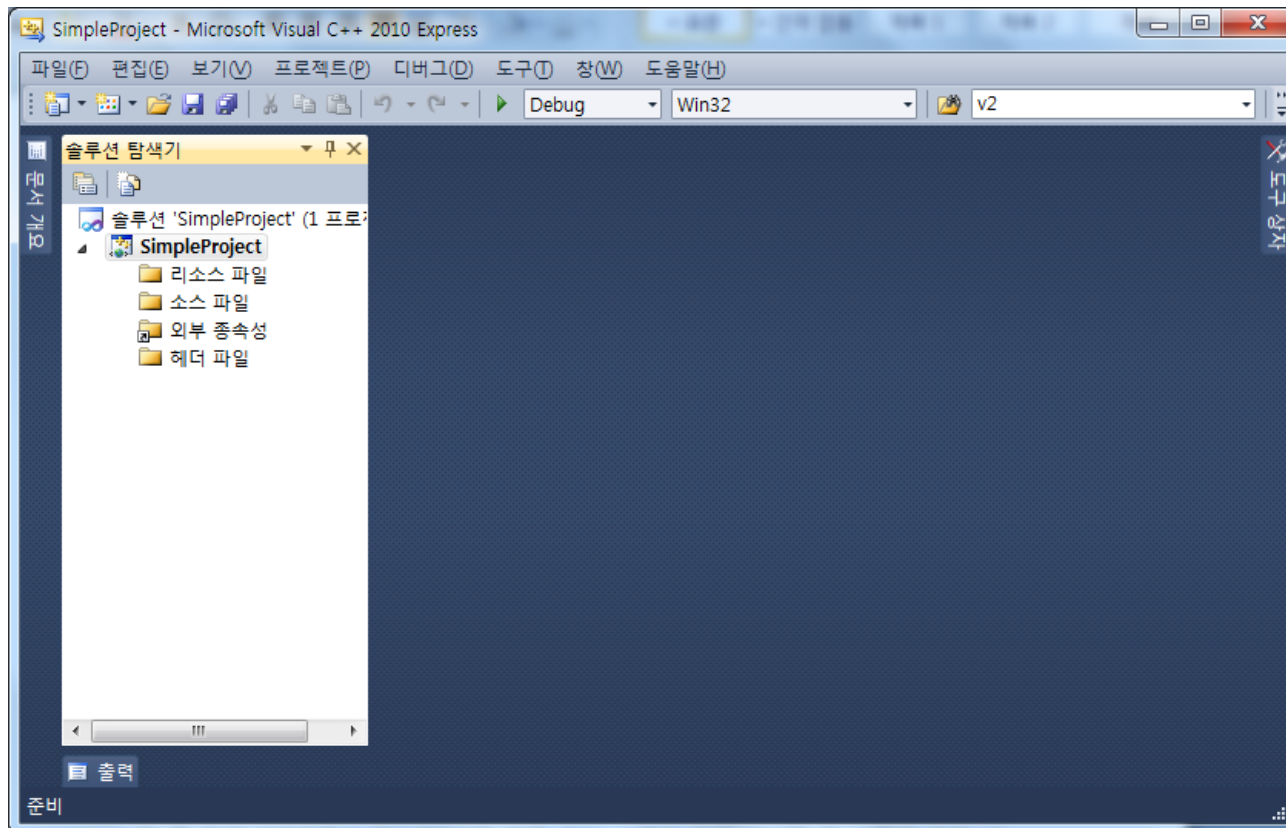 SimpleProject - Microsoft Visual C++ 2010 Express
파일(F) 편집(E) 보기(V) 프로젝트(P) 디버그(D) 도구(T) 창(W) 도움말(H)
Debug Win32 v2
문서 개요
솔루션 탐색기
솔루션 'SimpleProject' (1 프로
SimpleProject
리소스 파일
소스 파일
외부 종속성
헤더 파일
도구 상자
출력
준비